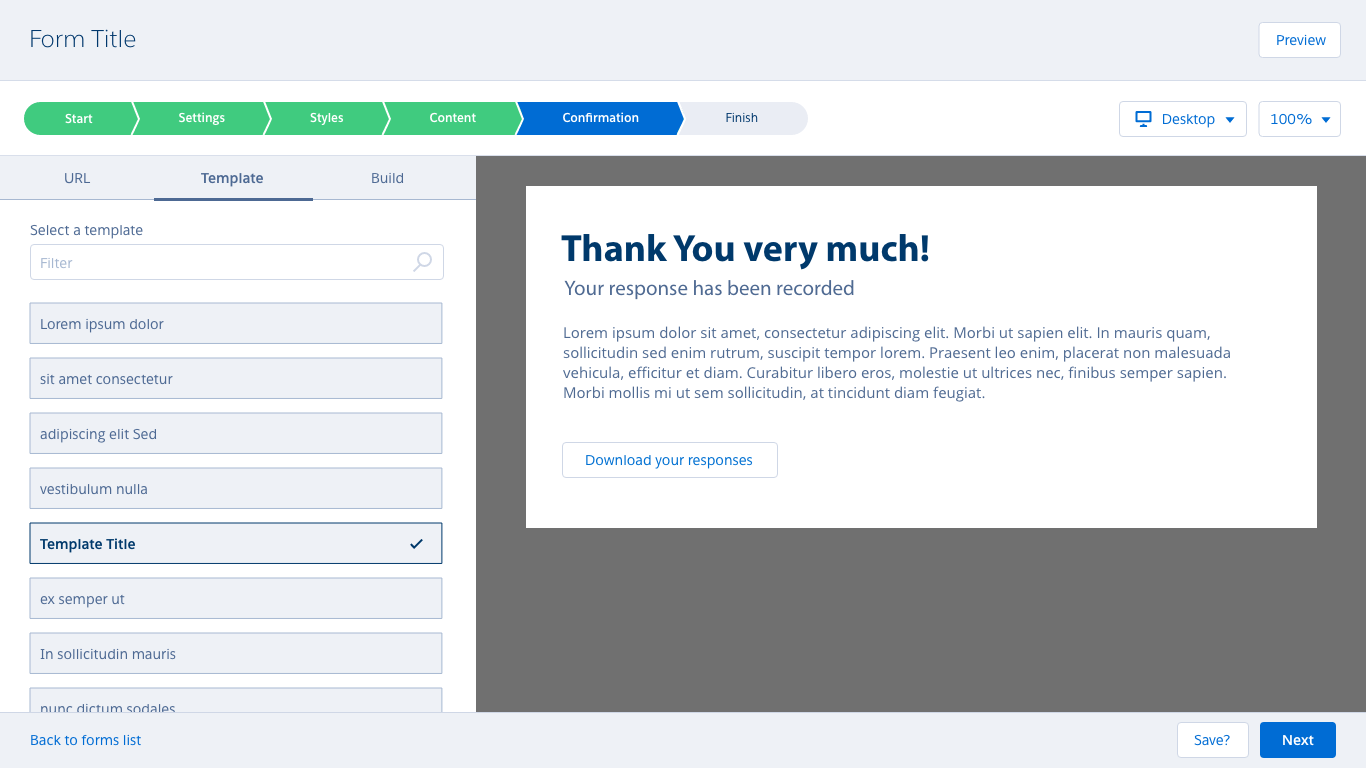 Form Title
Preview
Start
Settings
Styles
Content
Confirmation
Finish
Desktop
100%
URL
Template
Build
Select a template
Filter
Lorem ipsum dolor
sit amet consectetur
adipiscing elit Sed
vestibulum nulla
Template Title
ex semper ut
In sollicitudin mauris
nunc dictum sodales
Thank You very much!
Your response has been recorded
Lorem ipsum dolor sit amet, consectetur adipiscing elit. Morbi ut sapien elit. In mauris quam,
sollicitudin sed enim rutrum, suscipit tempor lorem. Praesent leo enim, placerat non malesuada
vehicula, efficitur et diam. Curabitur libero eros, molestie ut ultrices nec, finibus semper sapien.
Morbi mollis mi ut sem sollicitudin, at tincidunt diam feugiat.
Download your responses
Back to forms list
Save?
Next